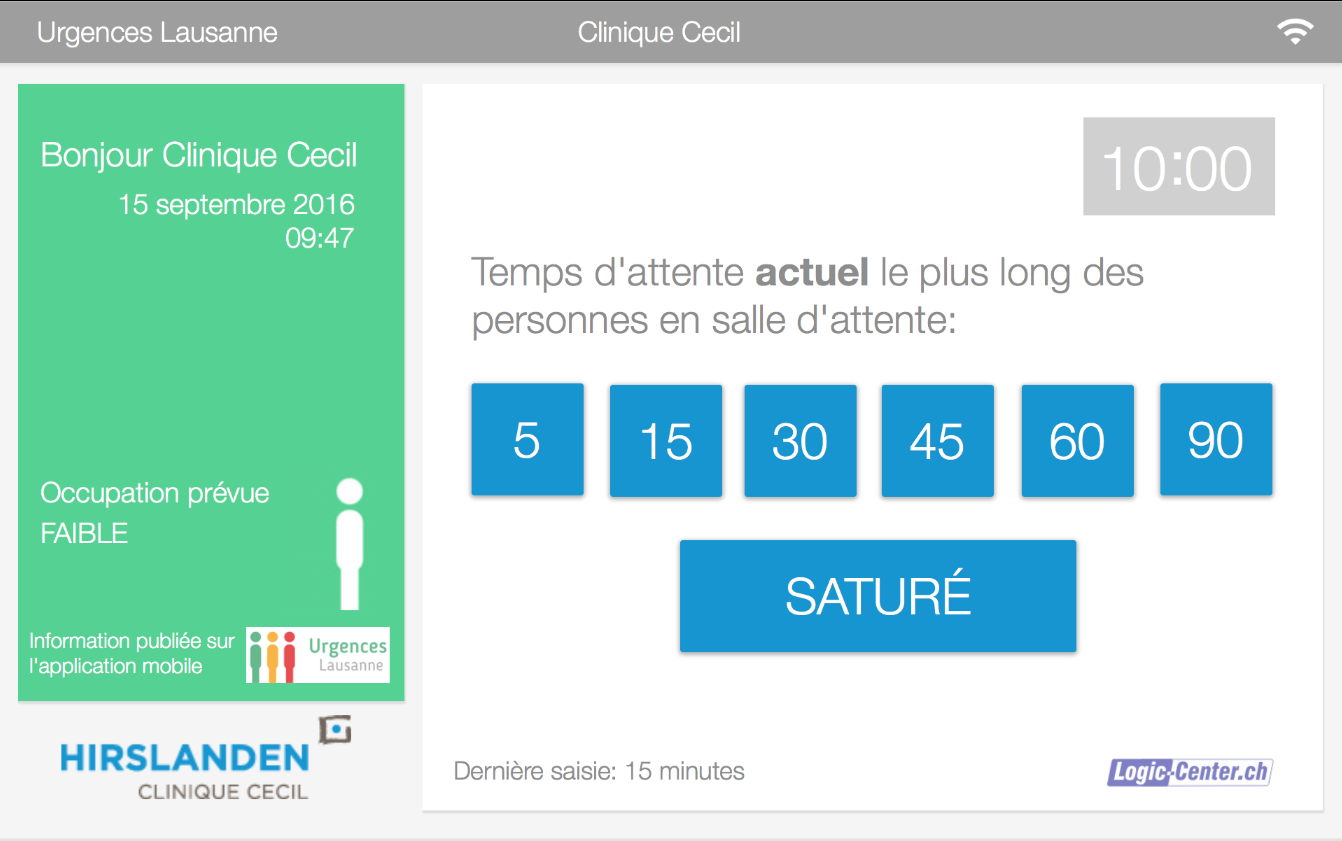 Urgences Lausanne
Clinique Cecil
Bonjour Clinique Cecil
15 septembre 2016
09:47
Occupation prévue
FAIBLE
Information publiée sur
l'application mobile
Urgences
Lausanne
HIRSLANDEN
CLINIQUE CECIL
10:00
Temps d'attente actuel le plus long des
personnes en salle d'attente:
5 15 30 45 60 90
SATURÉ
Dernière saisie: 15 minutes
Logic-Center.ch